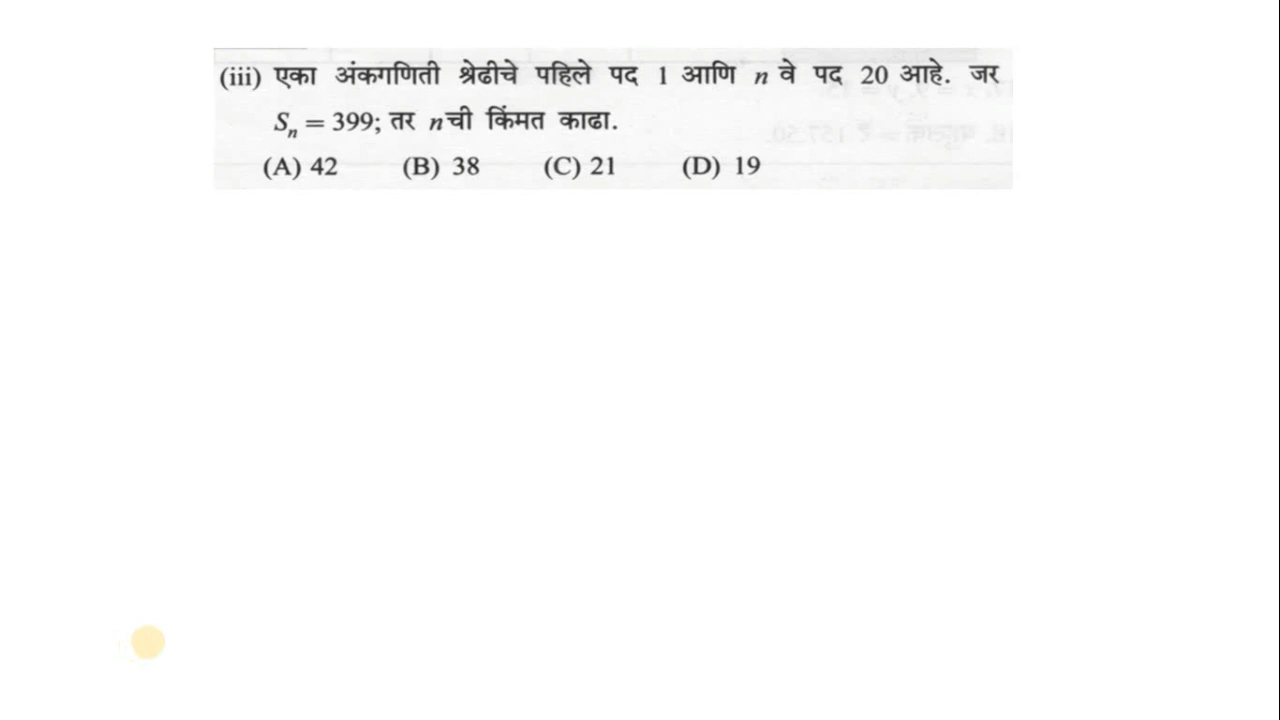 (iii) एका अंकगणिती श्रेढीचे पहिले पद 1 आणि n वे पद 20 आहे. जर
Sₙ = 399; तर nची किंमत काढा.
(A) 42 (B) 38 (C) 21 (D) 19